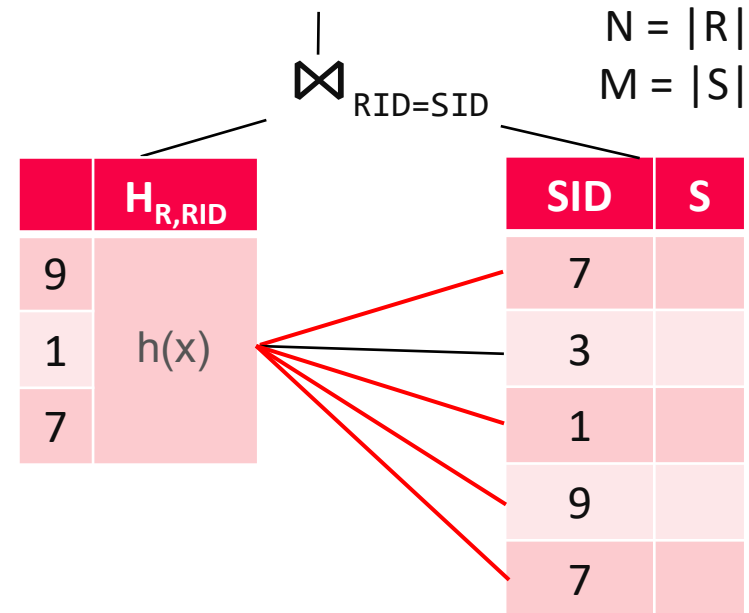 N = |R|
⋈ RID=SID
M = |S|
H R,RID
SID S
9
1
7
h(x)
7
3
1
9
7